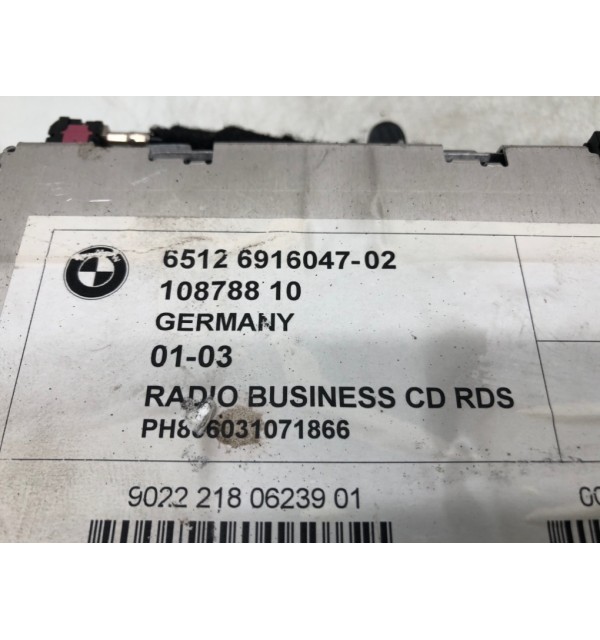 6512 6916047-02
108788 10
GERMANY
01-03
RADIO BUSINESS CD RDS
9022 218 06239 01